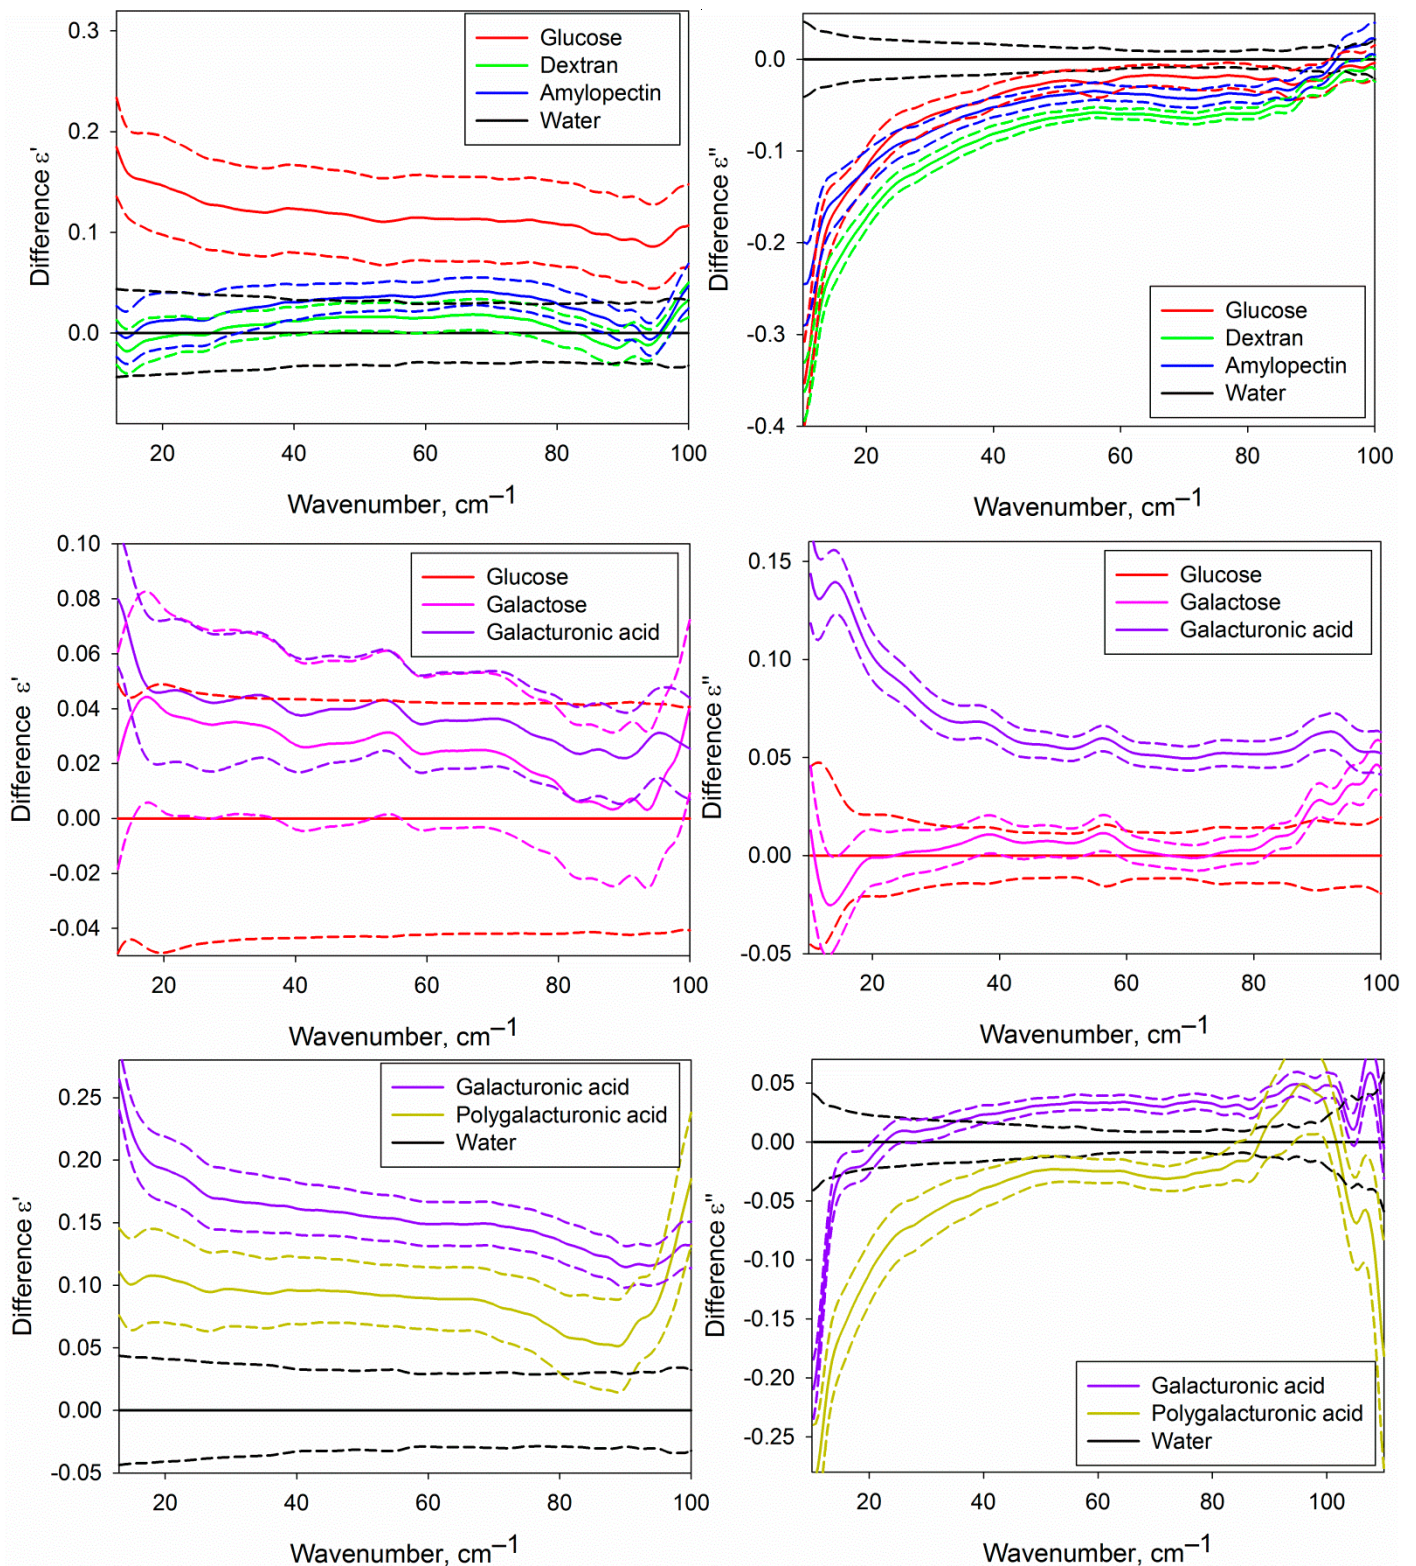 0.3
0.2
0.1
0.0
Difference ε'
Glucose
Dextran
Amylopectin
Water
20 40 60 80 100
Wavenumber, cm–1
0.0
-0.1
-0.2
-0.3
-0.4
Difference ε"
Glucose
Dextran
Amylopectin
Water
20 40 60 80 100
Wavenumber, cm–1
0.10
0.08
0.06
0.04
0.02
0.00
-0.02
-0.04
Difference ε'
Glucose
Galactose
Galacturonic acid
20 40 60 80 100
Wavenumber, cm–1
0.15
0.10
0.05
0.00
-0.05
Difference ε"
Glucose
Galactose
Galacturonic acid
20 40 60 80 100
Wavenumber, cm–1
0.25
0.20
0.15
0.10
0.05
0.00
-0.05
Difference ε'
Galacturonic acid
Polygalacturonic acid
Water
20 40 60 80 100
Wavenumber, cm–1
0.05
0.00
-0.05
-0.10
-0.15
-0.20
-0.25
Difference ε"
Galacturonic acid
Polygalacturonic acid
Water
20 40 60 80 100
Wavenumber, cm–1